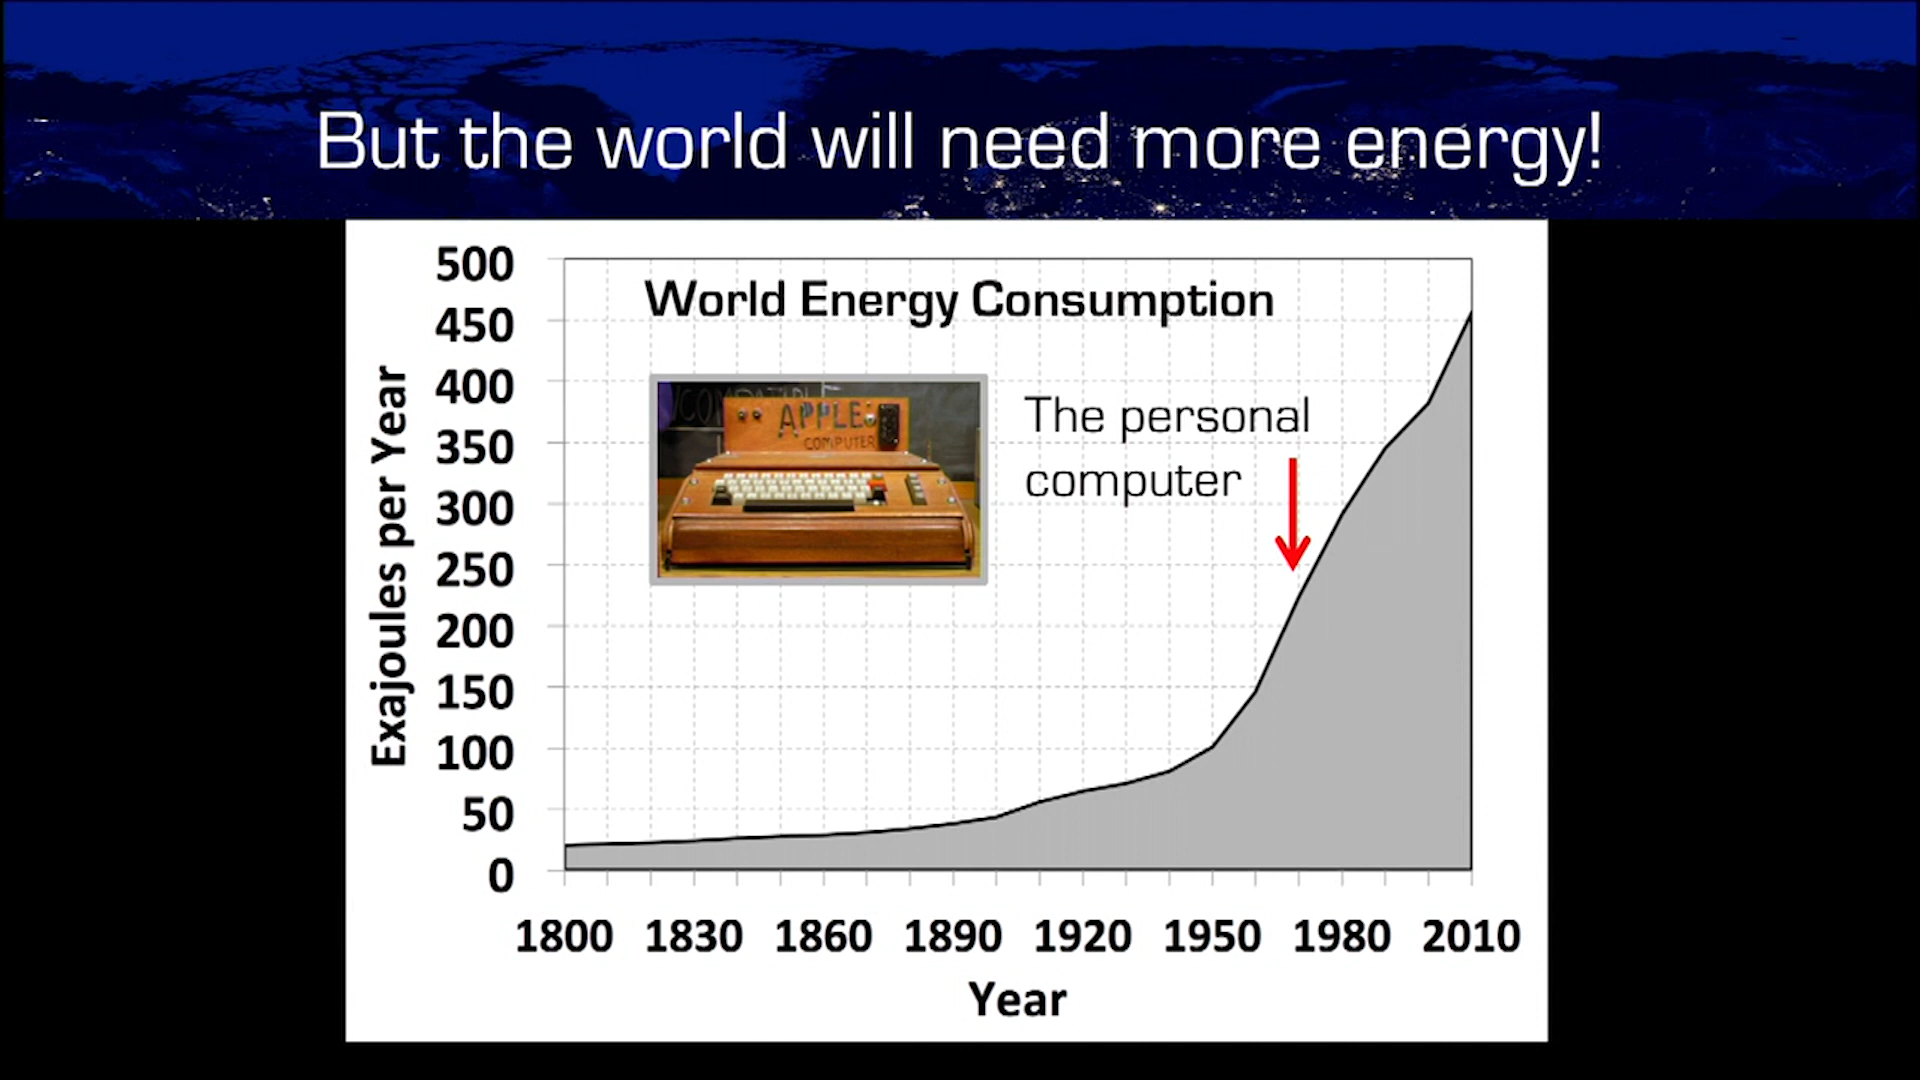 But the world will need more energy!
World Energy Consumption
APPLE
COMPUTER
The personal
computer
Exajoules per Year
500
450
400
350
300
250
200
150
100
50
0
1800 1830 1860 1890 1920 1950 1980 2010
Year